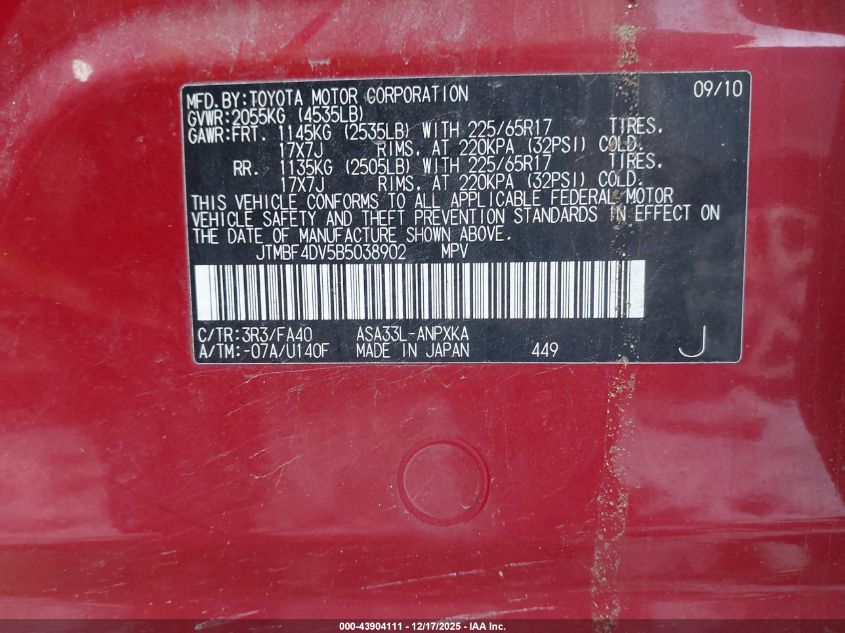 MFD.BY:TOYOTA MOTOR CORPORATION 09/10
GVWR:2055KG (4535LB)
GAWR:FRT. 1145KG (2535LB) WITH 225/65R17 TIRES,
17X7J RIMS, AT 220KPA (32PSI) COLD.
RR. 1135KG (2505LB) WITH 225/65R17 TIRES,
17X7J RIMS, AT 220KPA (32PSI) COLD.
THIS VEHICLE CONFORMS TO ALL APPLICABLE FEDERAL MOTOR
VEHICLE SAFETY AND THEFT PREVENTION STANDARDS IN EFFECT ON
THE DATE OF MANUFACTURE SHOWN ABOVE.
JTMBF4DV5B5038902 MPV
C/TR:3R3/FA40 ASA33L-ANPXKA
A/TM:-07A/U140F MADE IN JAPAN 449 J
000-43904111 - 12/17/2025 - IAA Inc.